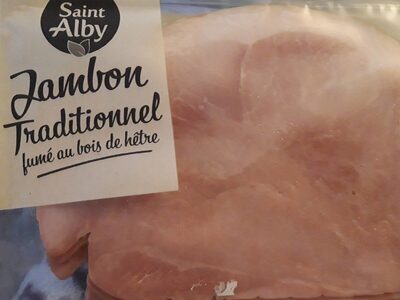 Saint
Alby
Jambon
Traditionnel
fumé au bois de hêtre